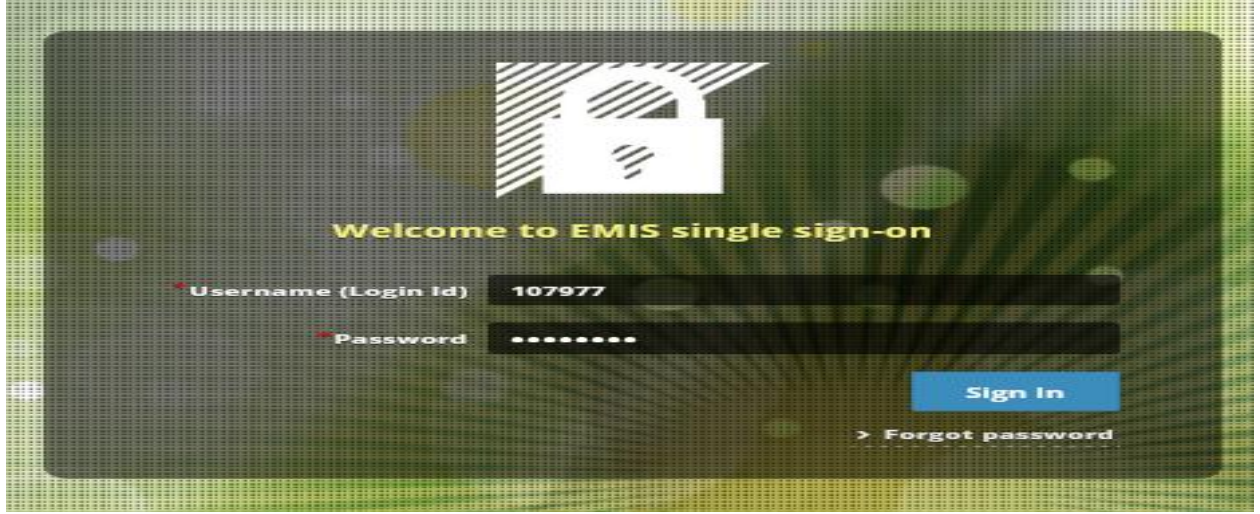 Welcome to EMIS single sign-on
*Username (Login Id) 107977
*Password ••••••••
Sign In
> Forgot password